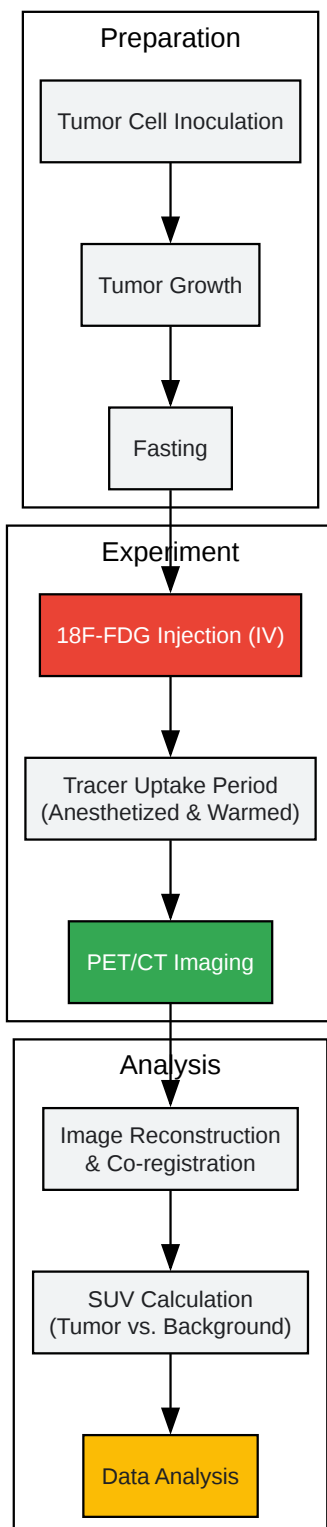 Preparation
Tumor Cell Inoculation
Tumor Growth
Fasting
Experiment
18F-FDG Injection (IV)
Tracer Uptake Period
(Anesthetized & Warmed)
PET/CT Imaging
Analysis
Image Reconstruction
& Co-registration
SUV Calculation
(Tumor vs. Background)
Data Analysis